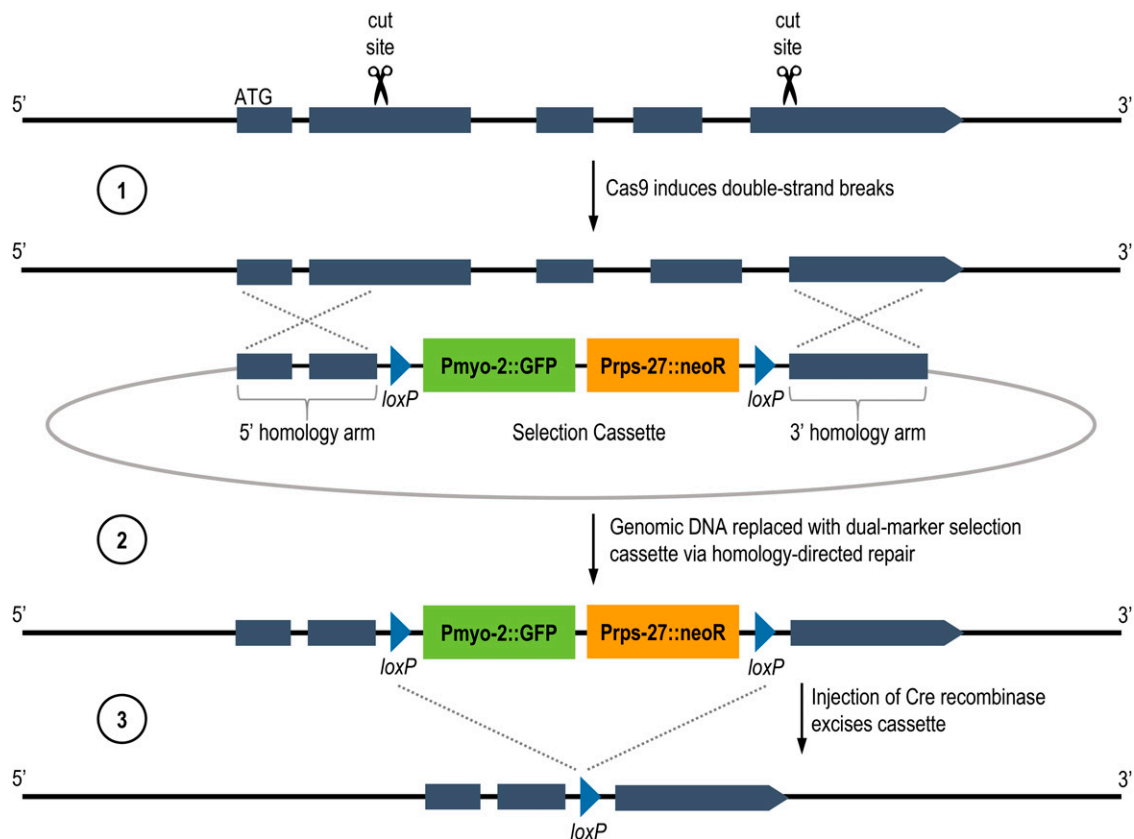 cut
site
cut
site
5’
ATG
3’
1
Cas9 induces double-strand breaks
5’
3’
Pmyo-2::GFP
Prps-27::neoR
loxP
loxP
5’ homology arm
Selection Cassette
3’ homology arm
2
Genomic DNA replaced with dual-marker selection
cassette via homology-directed repair
5’
3’
Pmyo-2::GFP
Prps-27::neoR
loxP
loxP
3
Injection of Cre recombinase
excises cassette
5’
3’
loxP